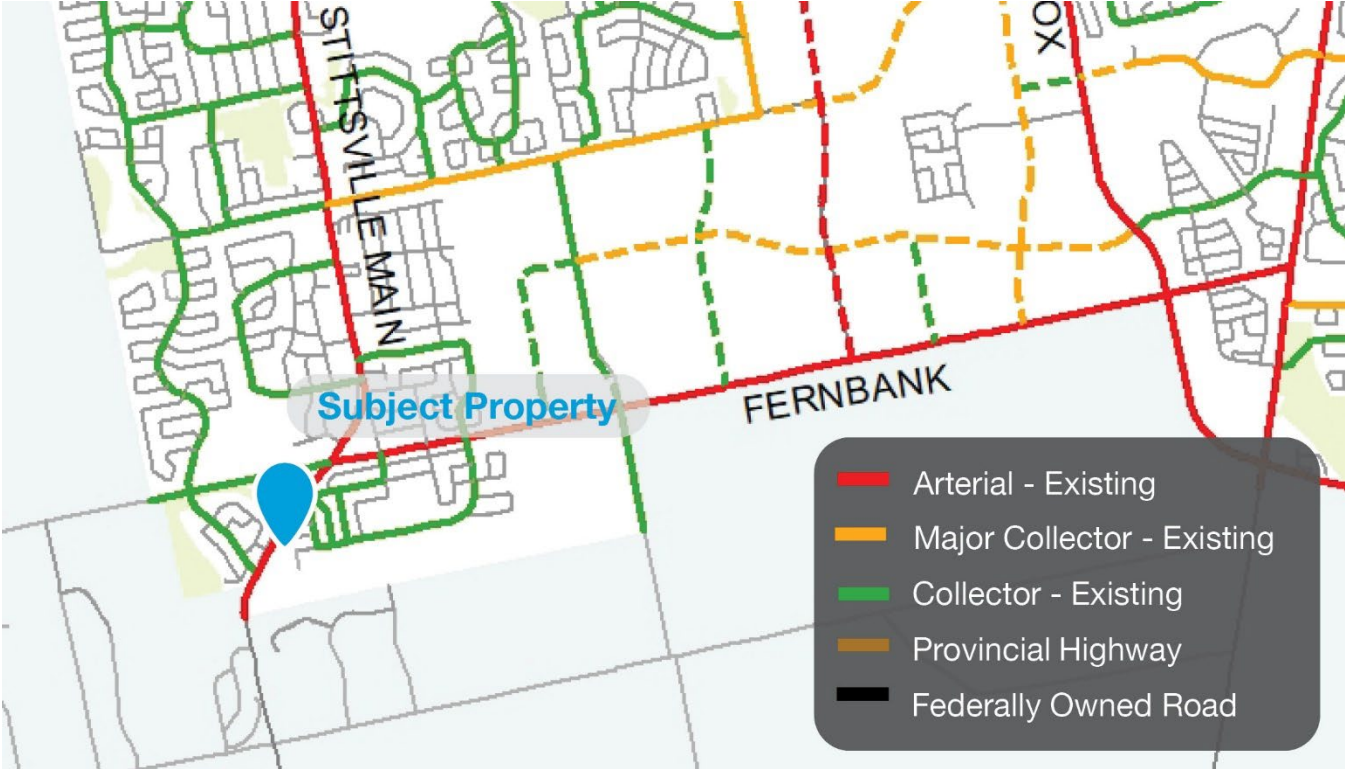 STITTSVILLE MAIN
OX
Subject Property
FERNBANK
Arterial - Existing
Major Collector - Existing
Collector - Existing
Provincial Highway
Federally Owned Road